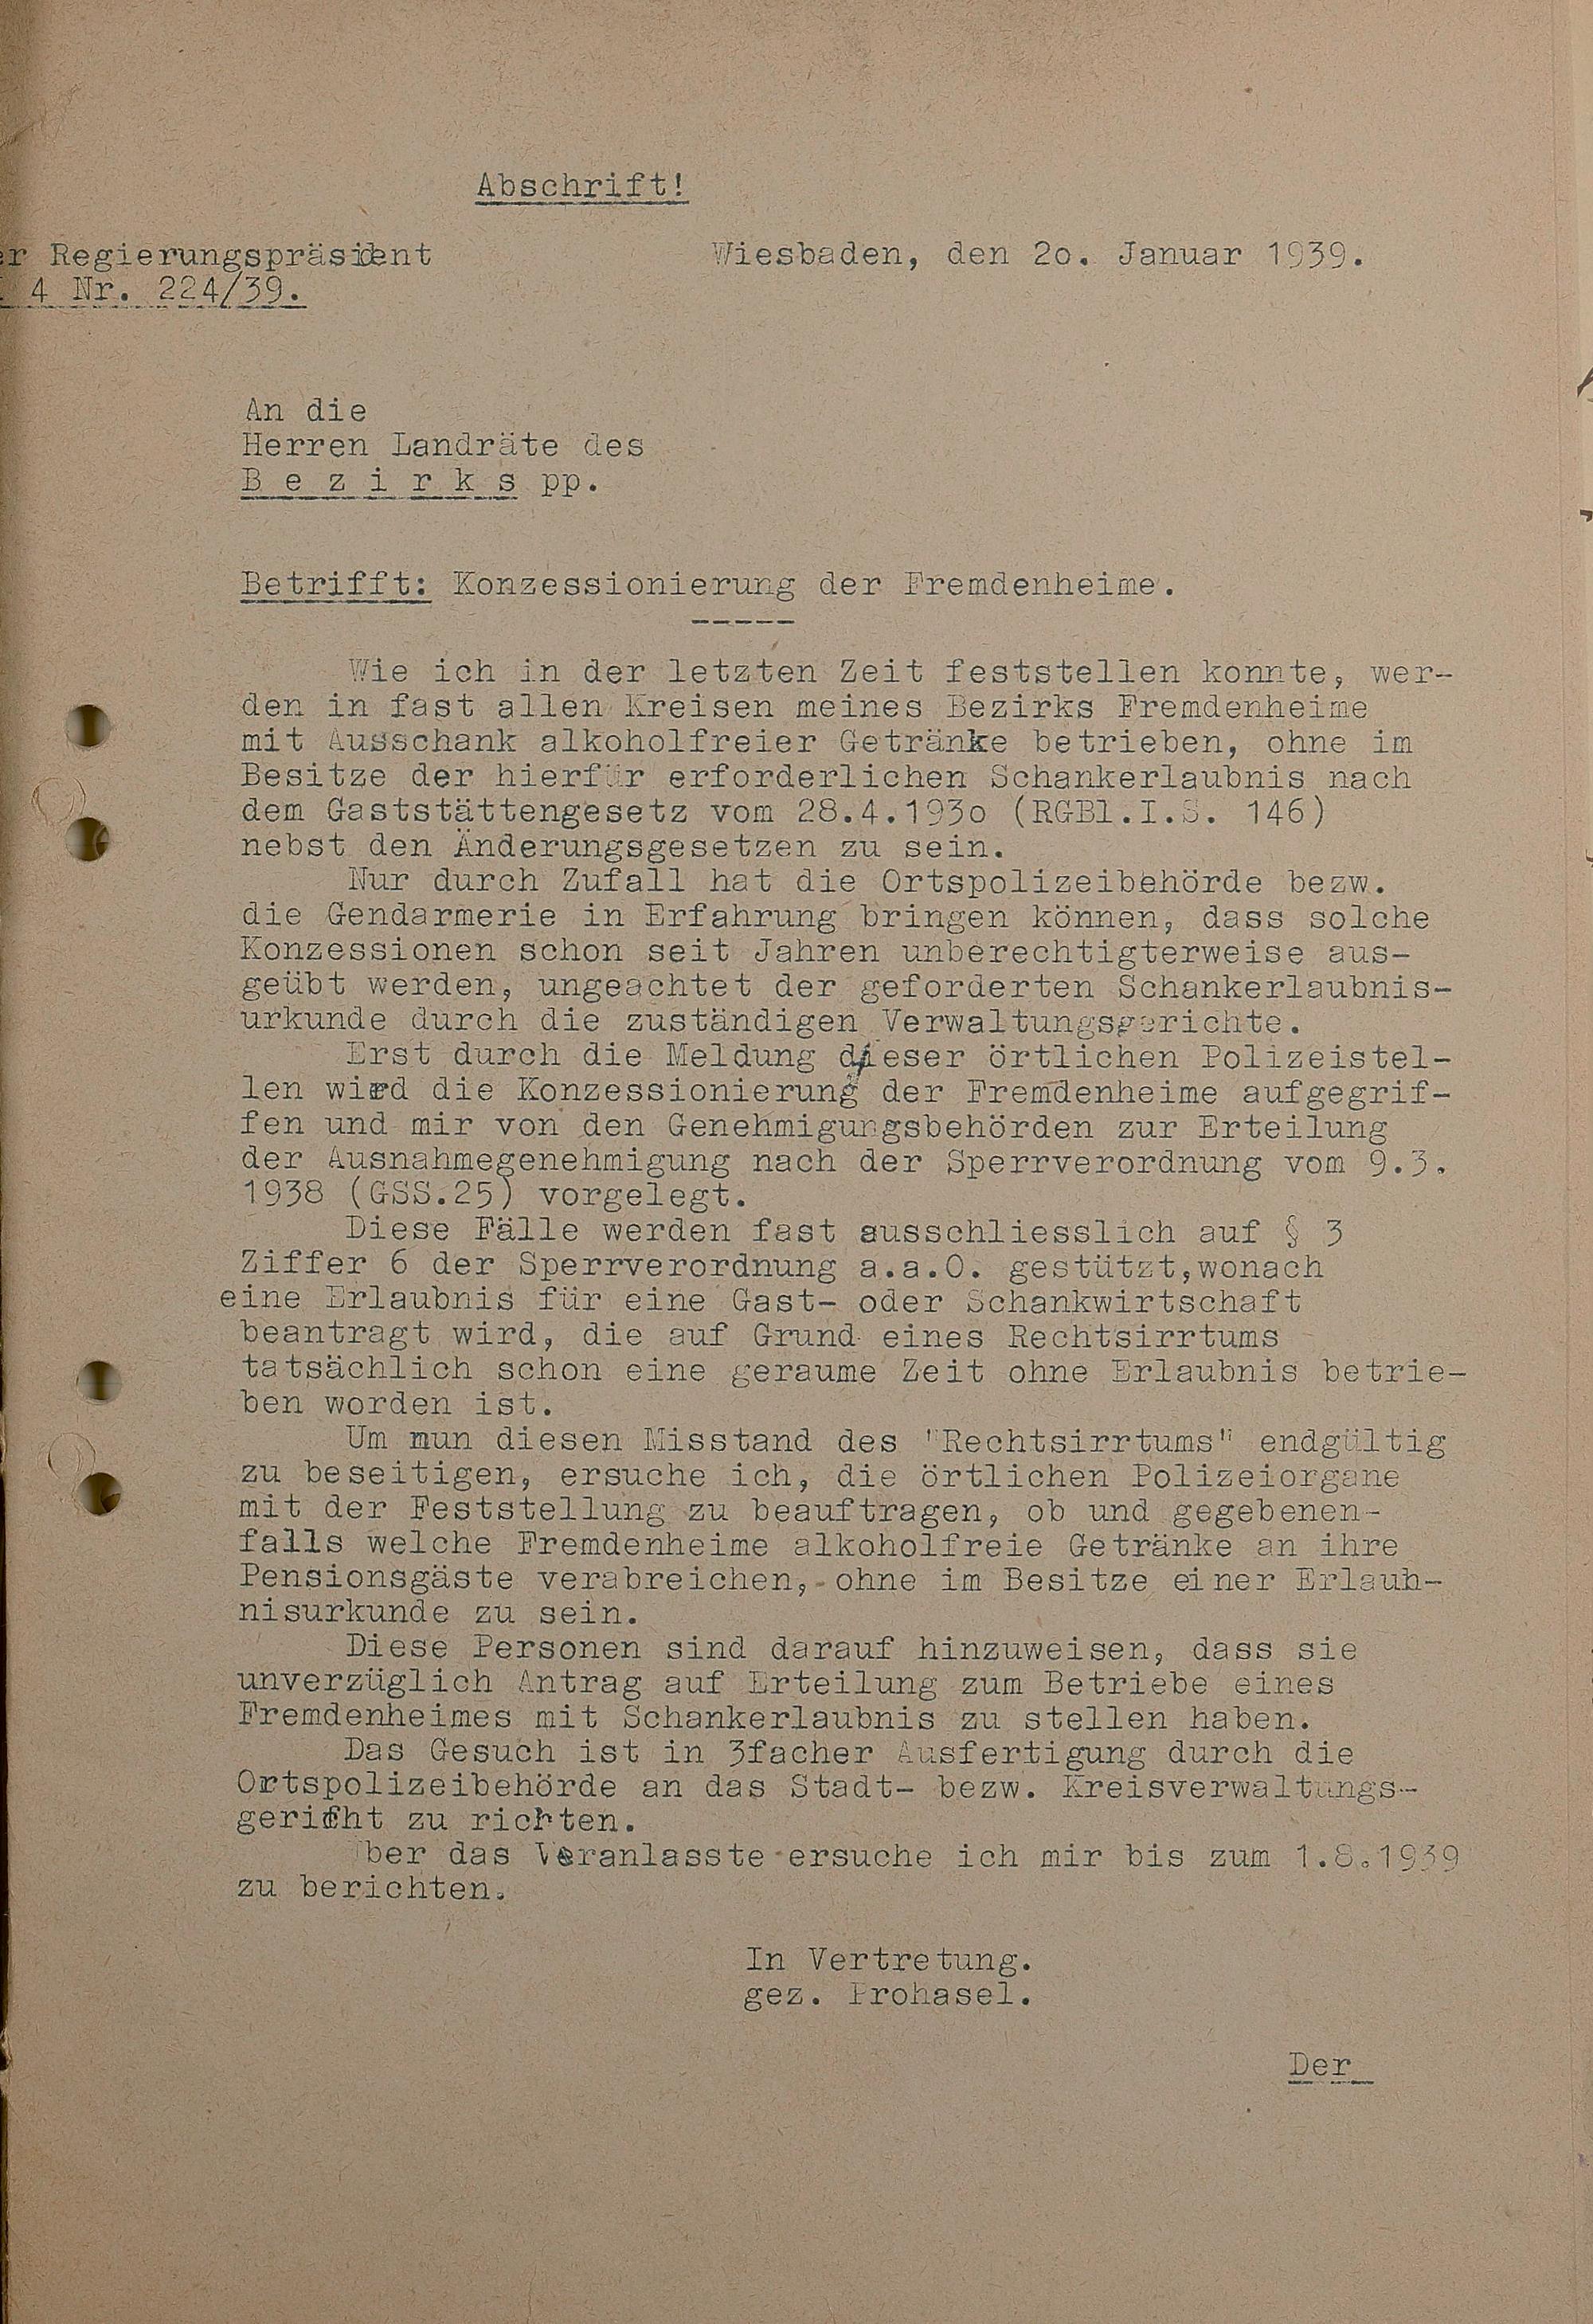 Abschrift!
er Regierungspräsident Wiesbaden, den 2o. Januar 1939.
4 Nr. 224/39.
An die
Herren Landräte des
B e z i r k s pp.
Betrifft: Konzessionierung der Fremdenheime.
-----
Wie ich in der letzten Zeit feststellen konnte, wer-
den in fast allen Kreisen meines Bezirks Fremdenheime
mit Ausschank alkoholfreier Getränke betrieben, ohne im
Besitze der hierfür erforderlichen Schankerlaubnis nach
dem Gaststättengesetz vom 28.4.193o (RGBl.I.S. 146)
nebst den Änderungsgesetzen zu sein.
Nur durch Zufall hat die Ortspolizeibehörde bezw.
die Gendarmerie in Erfahrung bringen können, dass solche
Konzessionen schon seit Jahren unberechtigterweise aus-
geübt werden, ungeachtet der geforderten Schankerlaubnis-
urkunde durch die zuständigen Verwaltungsgerichte.
Erst durch die Meldung dieser örtlichen Polizeistel-
len wird die Konzessionierung der Fremdenheime aufgegrif-
fen und mir von den Genehmigungsbehörden zur Erteilung
der Ausnahmegenehmigung nach der Sperrverordnung vom 9.3.
1938 (GSS.25) vorgelegt.
Diese Fälle werden fast ausschliesslich auf § 3
Ziffer 6 der Sperrverordnung a.a.O. gestützt,wonach
eine Erlaubnis für eine Gast- oder Schankwirtschaft
beantragt wird, die auf Grund eines Rechtsirrtums
tatsächlich schon eine geraume Zeit ohne Erlaubnis betrie-
ben worden ist.
Um nun diesen Misstand des "Rechtsirrtums" endgültig
zu beseitigen, ersuche ich, die örtlichen Polizeiorgane
mit der Feststellung zu beauftragen, ob und gegebenen-
falls welche Fremdenheime alkoholfreie Getränke an ihre
Pensionsgäste verabreichen, ohne im Besitze einer Erlaub-
nisurkunde zu sein.
Diese Personen sind darauf hinzuweisen, dass sie
unverzüglich Antrag auf Erteilung zum Betriebe eines
Fremdenheimes mit Schankerlaubnis zu stellen haben.
Das Gesuch ist in 3facher Ausfertigung durch die
Ortspolizeibehörde an das Stadt- bezw. Kreisverwaltungs-
gericht zu richten.
Über das Veranlasste ersuche ich mir bis zum 1.8.1939
zu berichten.
In Vertretung.
gez. Prohasel.
Der